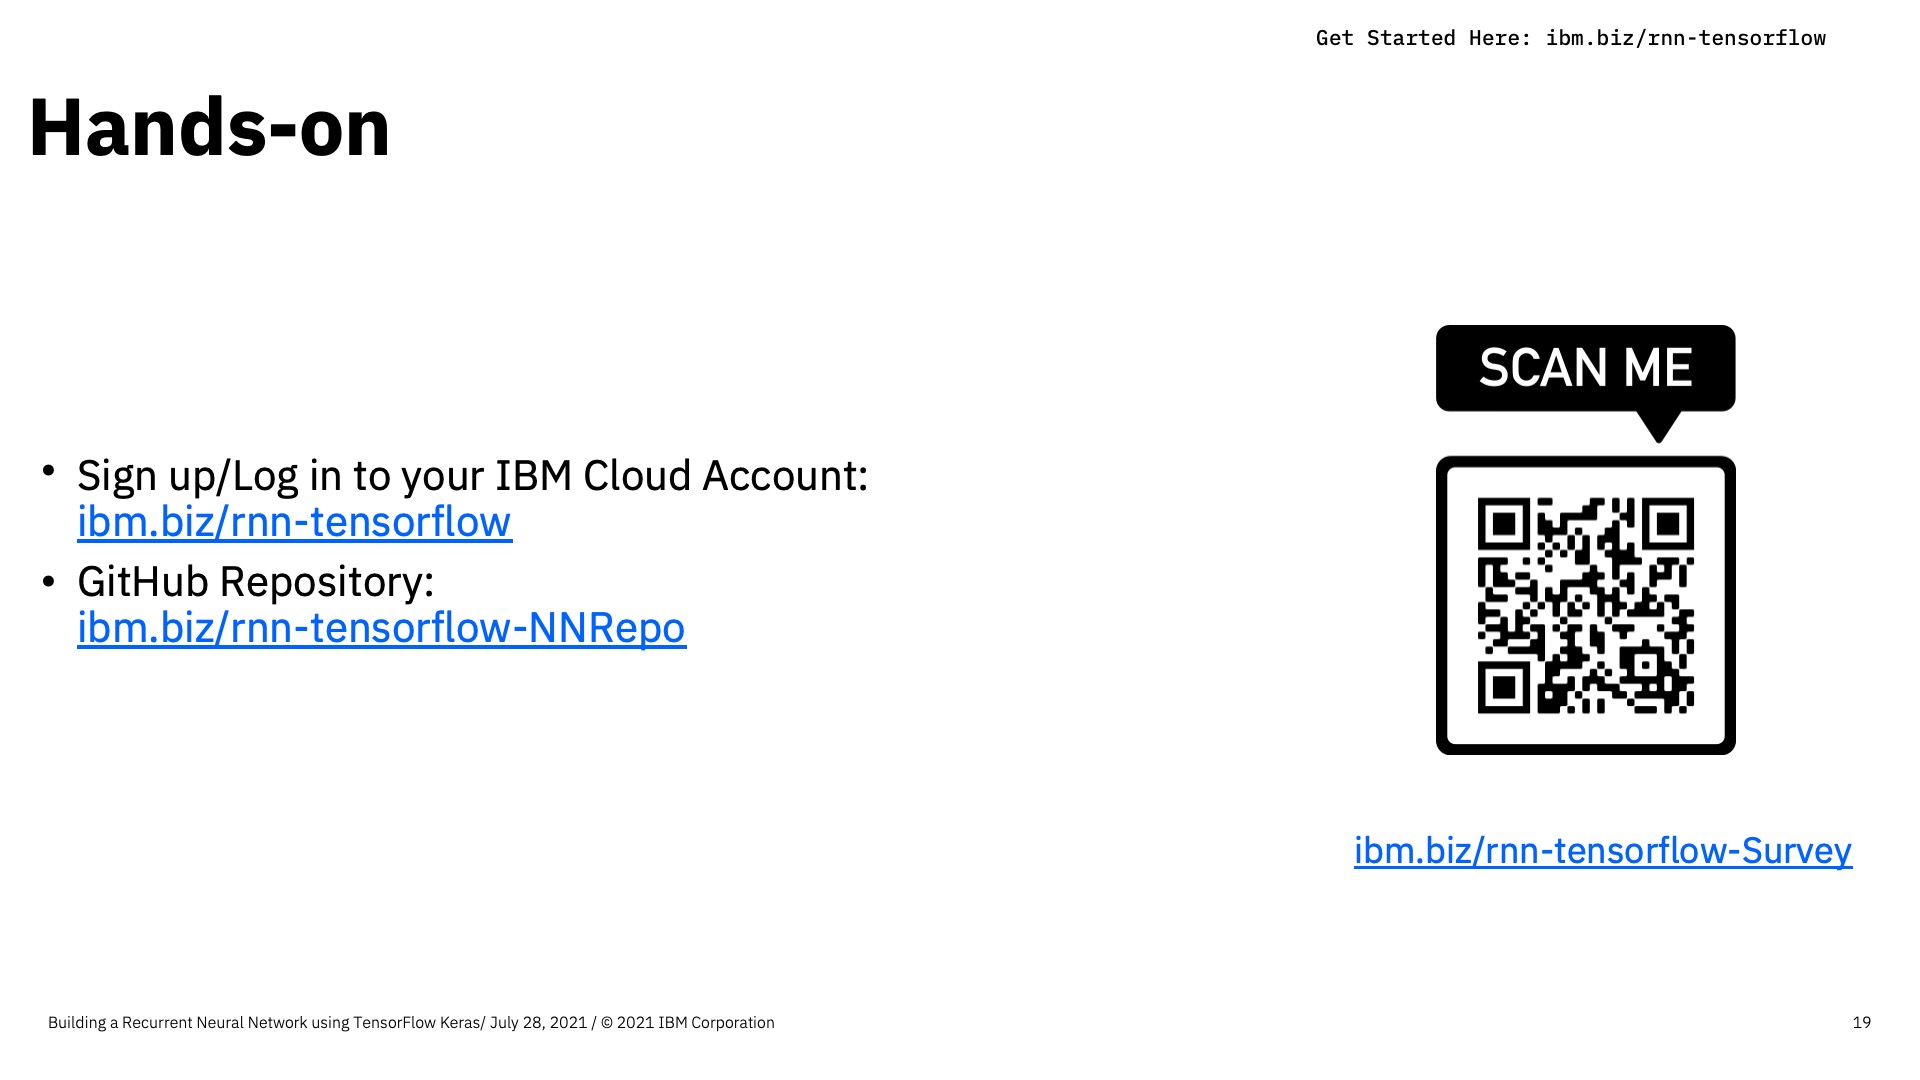 Get Started Here: ibm.biz/rnn-tensorflow
Hands-on
• Sign up/Log in to your IBM Cloud Account:
ibm.biz/rnn-tensorflow
• GitHub Repository:
ibm.biz/rnn-tensorflow-NNRepo
SCAN ME
ibm.biz/rnn-tensorflow-Survey
Building a Recurrent Neural Network using TensorFlow Keras/ July 28, 2021 / © 2021 IBM Corporation
19